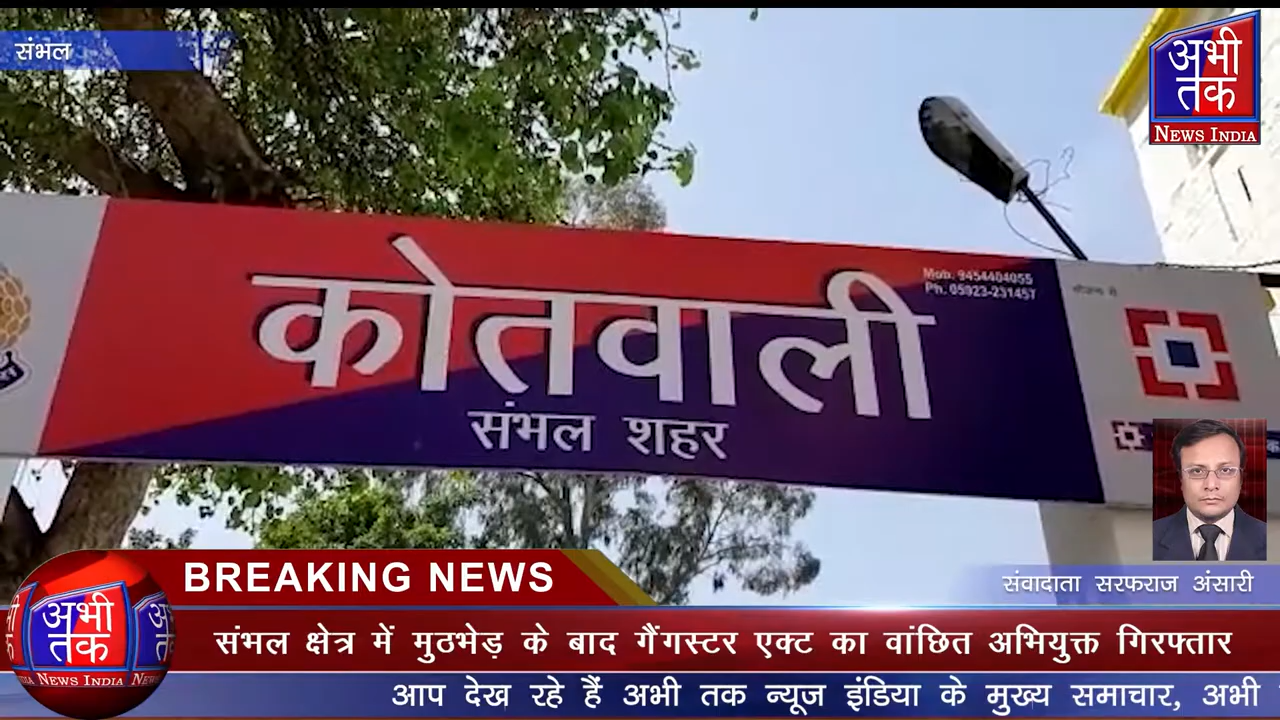 संभल
अभी
तक
NEWS INDIA
Mob. 9454404055
Ph. 05923-231457
कोतवाली
संभल शहर
संवादाता सरफराज अंसारी
BREAKING NEWS
अभी
तक
NEWS INDIA
संभल क्षेत्र में मुठभेड़ के बाद गैंगस्टर एक्ट का वांछित अभियुक्त गिरफ्तार
आप देख रहे हैं अभी तक न्यूज इंडिया के मुख्य समाचार, अभी